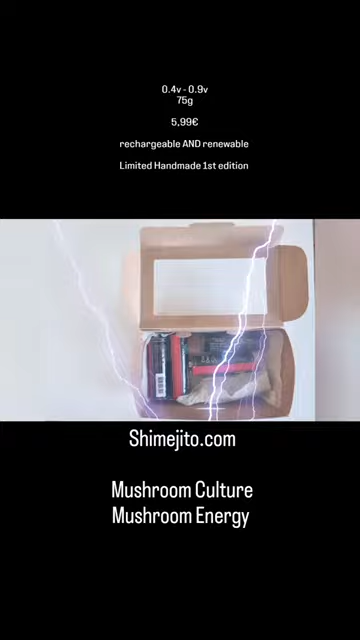 0.4v - 0.9v
75g
5,99€
rechargeable AND renewable
Limited Handmade 1st edition
Shimejito.com
Mushroom Culture
Mushroom Energy